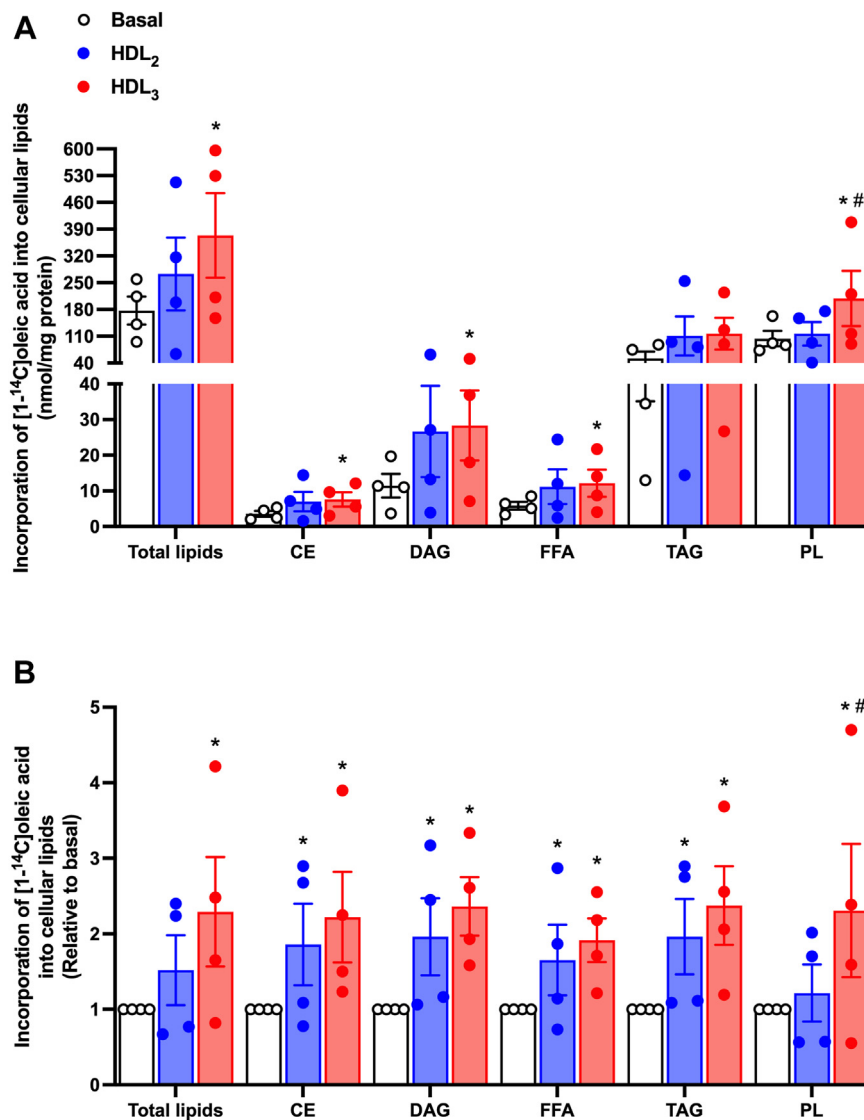 A
Basal
HDL₂
HDL₃
Incorporation of [1-¹⁴C]oleic acid into cellular lipids
(nmol/mg protein)
600
530
460
390
320
250
180
110
40
40
30
20
10
0
*
*
*
*
* #
Total lipids CE DAG FFA TAG PL
B
Incorporation of [1-¹⁴C]oleic acid
into cellular lipids
(Relative to basal)
5
4
3
2
1
0
*
* *
* *
* *
* *
* #
Total lipids CE DAG FFA TAG PL